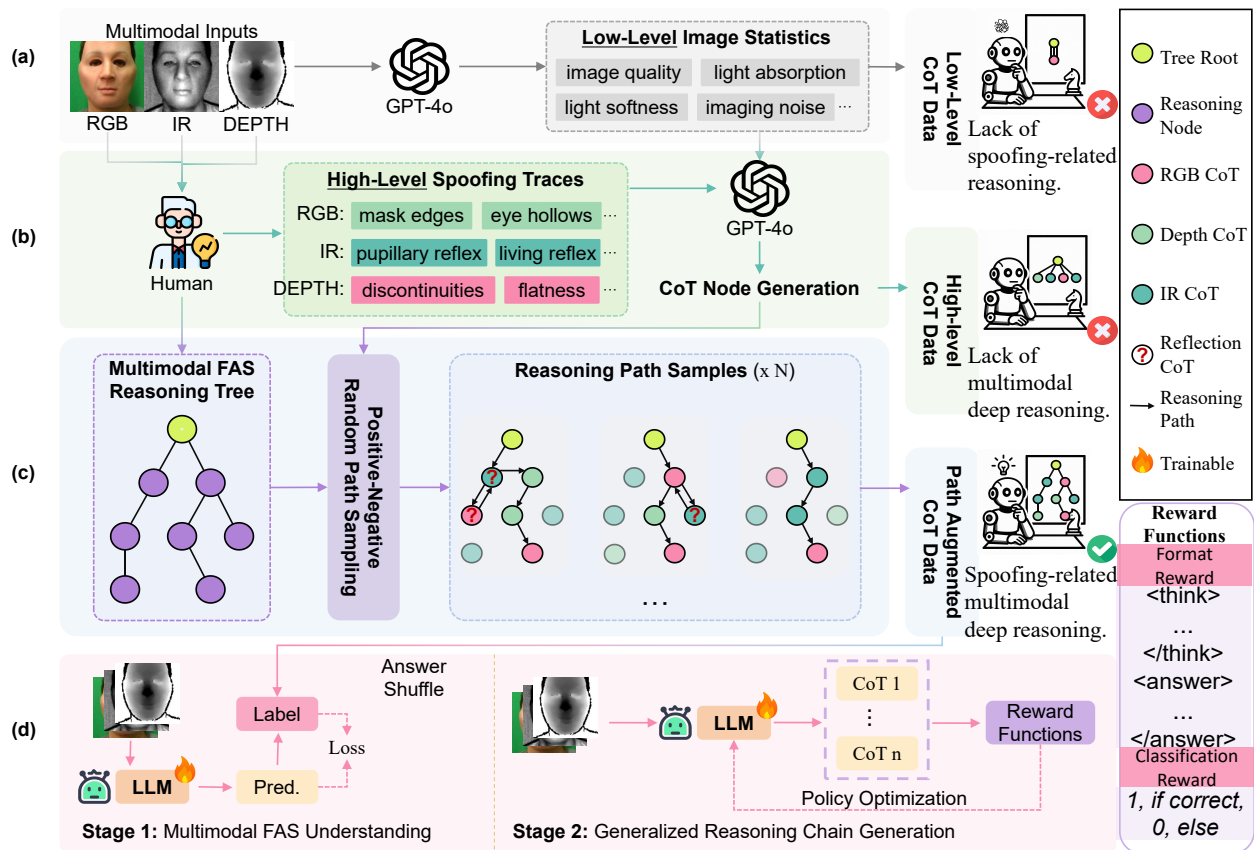 (a)
Multimodal Inputs
RGB
IR
DEPTH
GPT-4o
Low-Level Image Statistics
image quality
light absorption
light softness
imaging noise
...
Low-Level
CoT Data
Lack of
spoofing-related
reasoning.
(b)
Human
High-Level Spoofing Traces
RGB:
mask edges
eye hollows
...
IR:
pupillary reflex
living reflex
...
DEPTH:
discontinuities
flatness
...
GPT-4o
CoT Node Generation
High-level
CoT Data
Lack of
multimodal
deep reasoning.
(c)
Multimodal FAS
Reasoning Tree
Positive-Negative
Random Path Sampling
Reasoning Path Samples (x N)
?
?
?
...
Path Augmented
CoT Data
Spoofing-related
multimodal
deep reasoning.
(d)
Answer
Shuffle
Label
Loss
LLM
Pred.
Stage 1: Multimodal FAS Understanding
LLM
CoT 1
⋮
CoT n
Reward
Functions
Policy Optimization
Stage 2: Generalized Reasoning Chain Generation
Tree Root
Reasoning
Node
RGB CoT
Depth CoT
IR CoT
?
Reflection
CoT
Reasoning
Path
Trainable
Reward
Functions
Format
Reward
<think>
...
</think>
<answer>
...
</answer>
Classification
Reward
1, if correct,
0, else